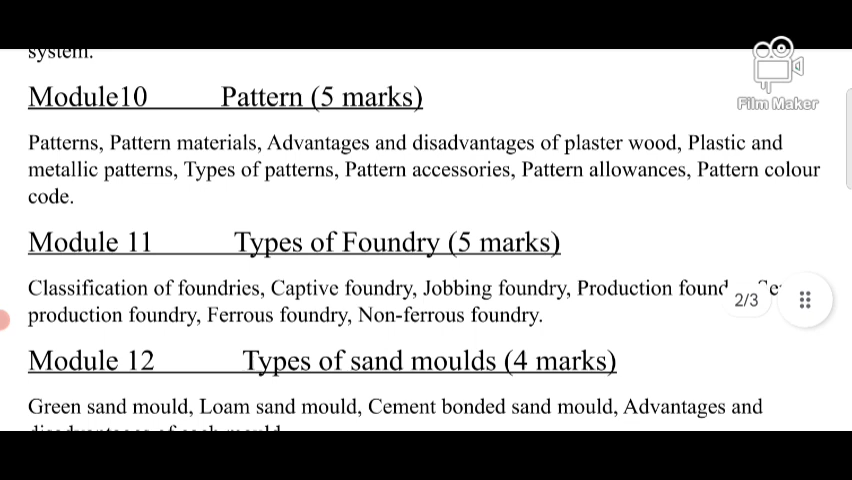 system.
Film Maker
Module10 Pattern (5 marks)
Patterns, Pattern materials, Advantages and disadvantages of plaster wood, Plastic and
metallic patterns, Types of patterns, Pattern accessories, Pattern allowances, Pattern colour
code.
Module 11 Types of Foundry (5 marks)
Classification of foundries, Captive foundry, Jobbing foundry, Production
2/3
production foundry, Ferrous foundry, Non-ferrous foundry.
Module 12 Types of sand moulds (4 marks)
Green sand mould, Loam sand mould, Cement bonded sand mould, Advantages and